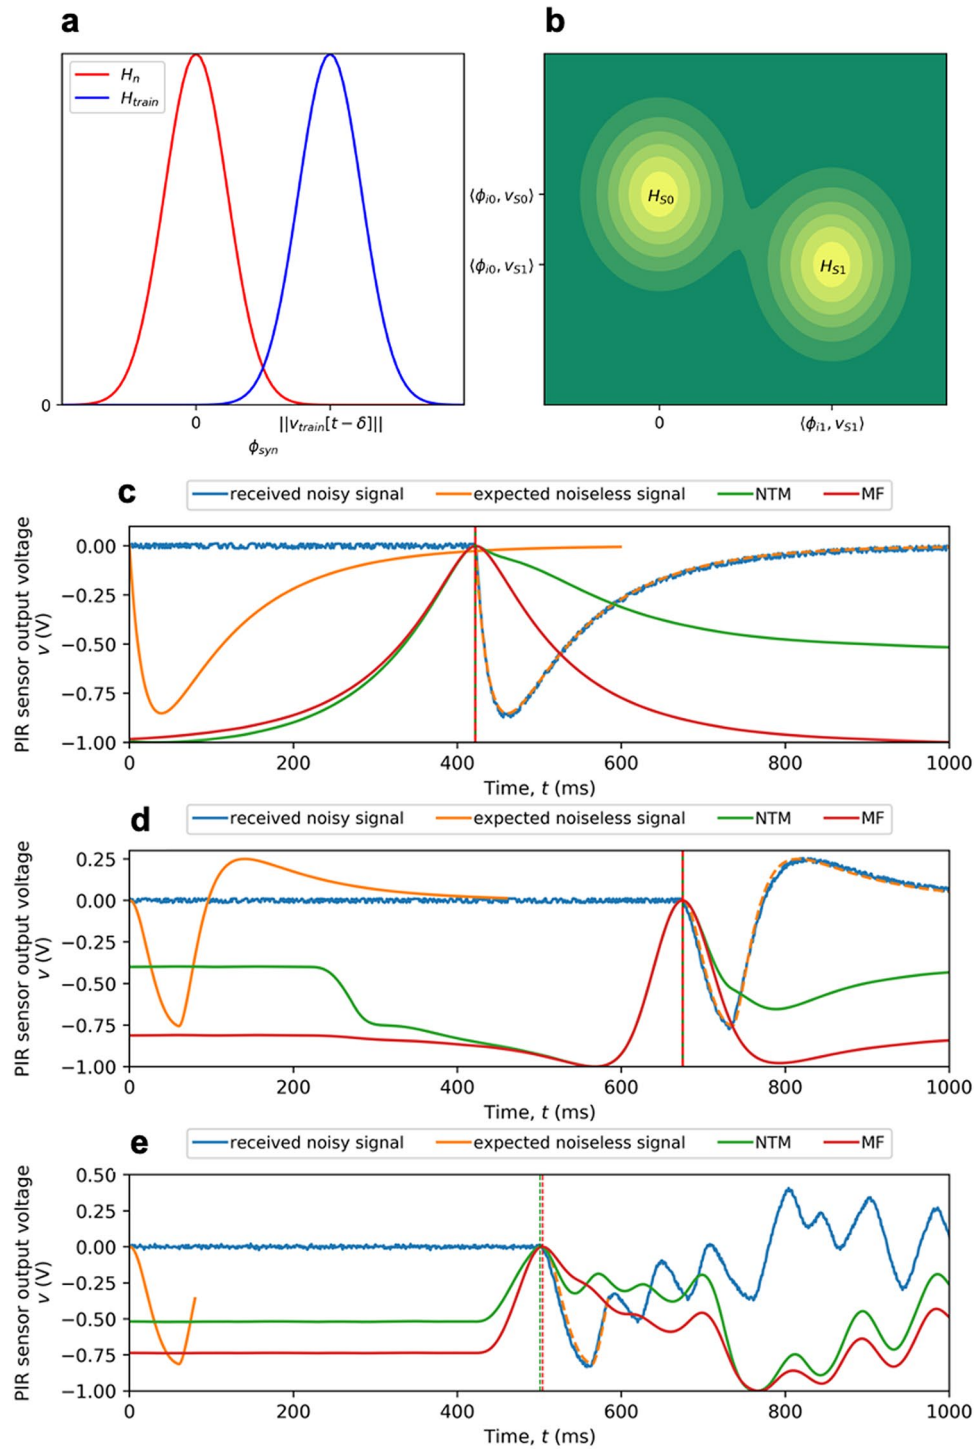 a
b
H_n
H_train
0
0
||v_train[t − δ]||
ϕ_syn
⟨ϕ_i0, v_S0⟩
⟨ϕ_i0, v_S1⟩
H_S0
H_S1
0
⟨ϕ_i1, v_S1⟩
c
received noisy signal expected noiseless signal NTM MF
PIR sensor output voltage
v (V)
0.00
−0.25
−0.50
−0.75
−1.00
0 200 400 600 800 1000
Time, t (ms)
d
received noisy signal expected noiseless signal NTM MF
PIR sensor output voltage
v (V)
0.25
0.00
−0.25
−0.50
−0.75
−1.00
0 200 400 600 800 1000
Time, t (ms)
e
received noisy signal expected noiseless signal NTM MF
PIR sensor output voltage
v (V)
0.50
0.25
0.00
−0.25
−0.50
−0.75
−1.00
0 200 400 600 800 1000
Time, t (ms)